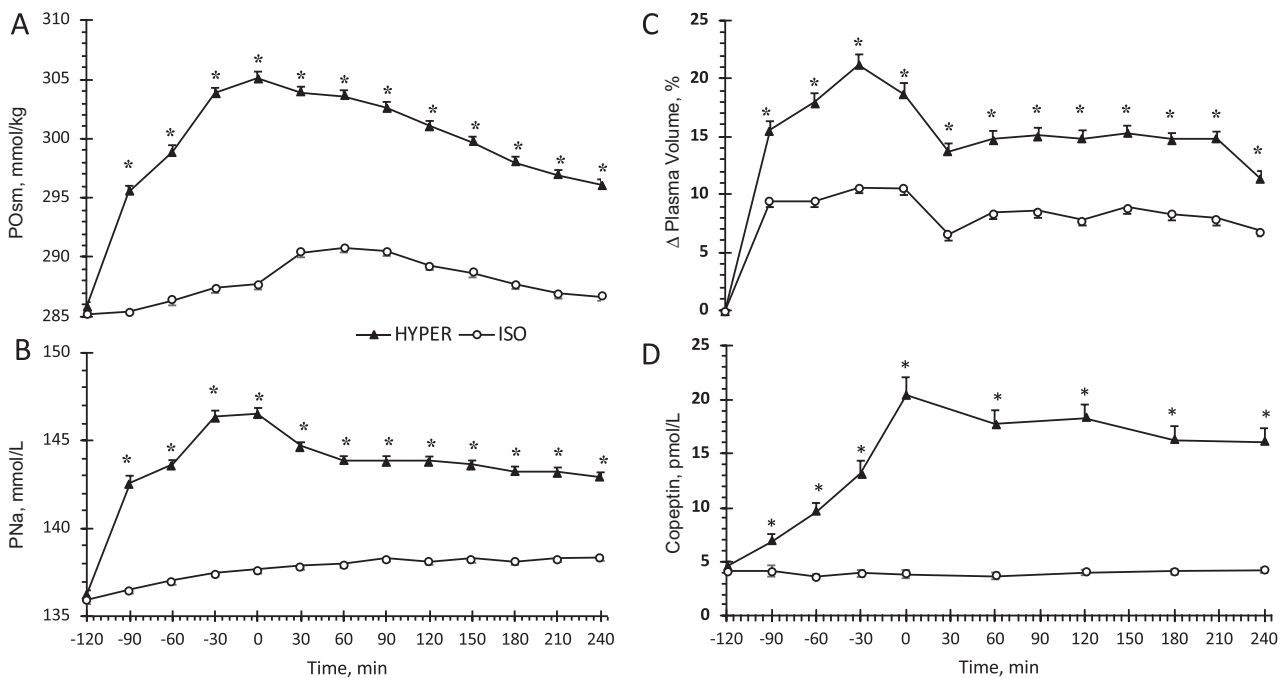 A
POsm, mmol/kg
310
305
300
295
290
285
* * * * * * * * * * * *
HYPER ISO
B
PNa, mmol/L
150
145
140
135
* * * * * * * * * * * *
-120 -90 -60 -30 0 30 60 90 120 150 180 210 240
Time, min
C
Δ Plasma Volume, %
25
20
15
10
5
0
* * * * * * * * * * * *
D
Copeptin, pmol/L
25
20
15
10
5
0
* * * * * * * *
-120 -90 -60 -30 0 30 60 90 120 150 180 210 240
Time, min